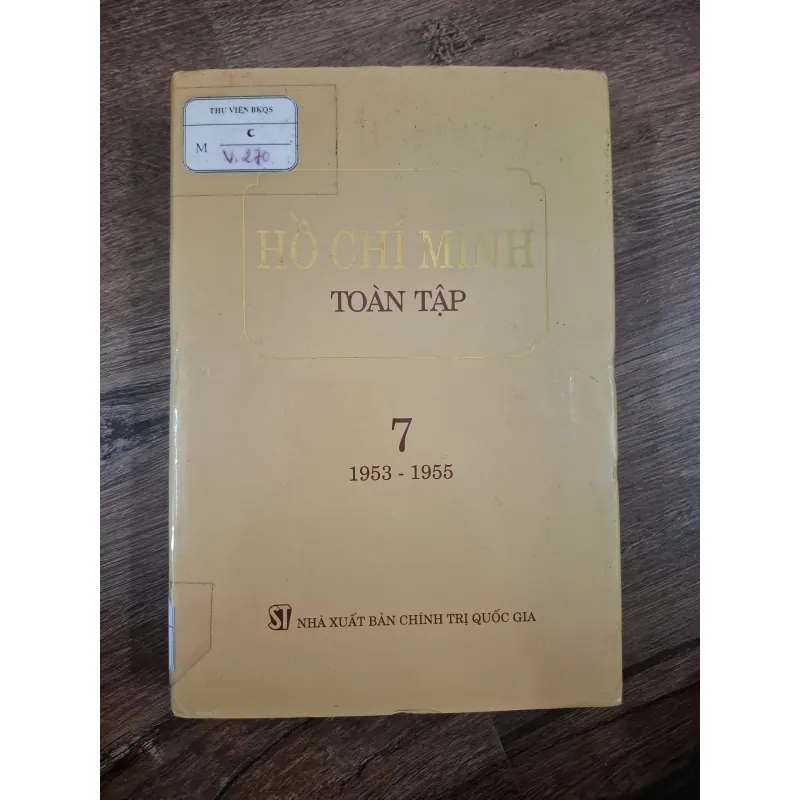 THƯ VIỆN BKQS
C
M
V.270
HỒ CHÍ MINH
TOÀN TẬP
7
1953 - 1955
ST NHÀ XUẤT BẢN CHÍNH TRỊ QUỐC GIA